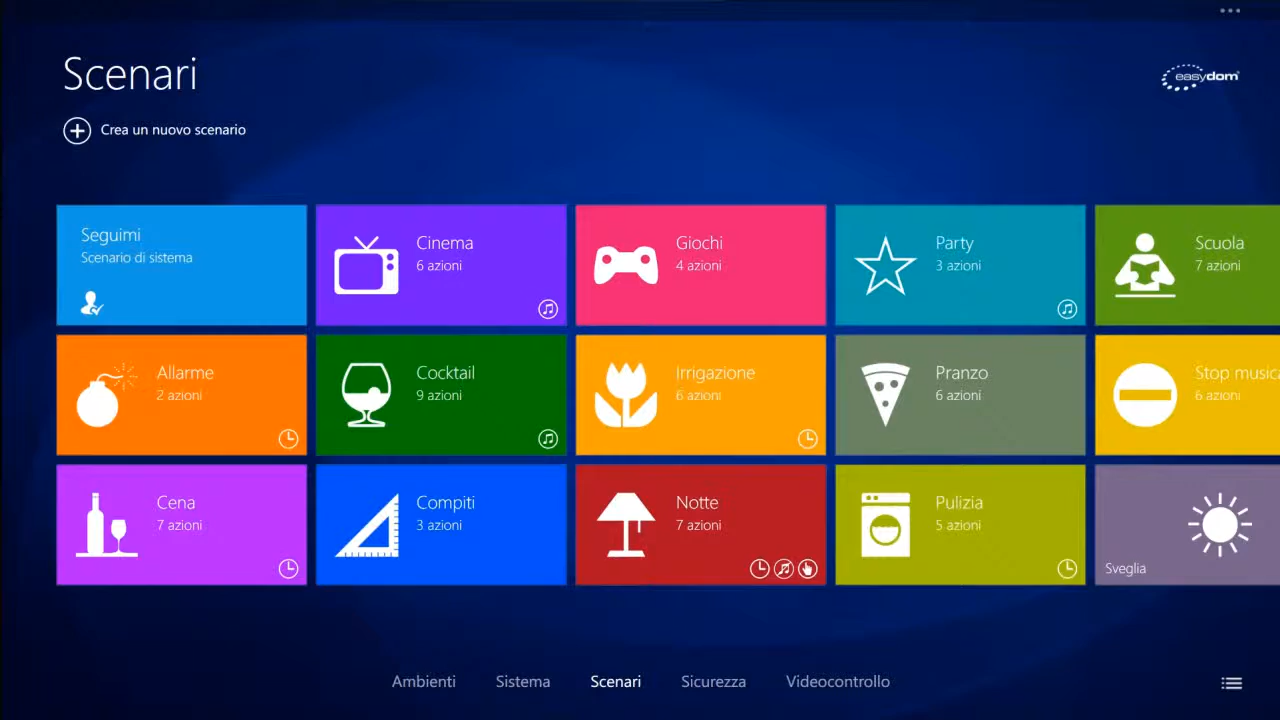 Scenari
easydom
Crea un nuovo scenario
Seguimi
Scenario di sistema
Cinema
6 azioni
Giochi
4 azioni
Party
3 azioni
Scuola
7 azioni
Allarme
2 azioni
Cocktail
9 azioni
Irrigazione
6 azioni
Pranzo
6 azioni
Stop musica
6 azioni
Cena
7 azioni
Compiti
3 azioni
Notte
7 azioni
Pulizia
5 azioni
Sveglia
Ambienti Sistema Scenari Sicurezza Videocontrollo